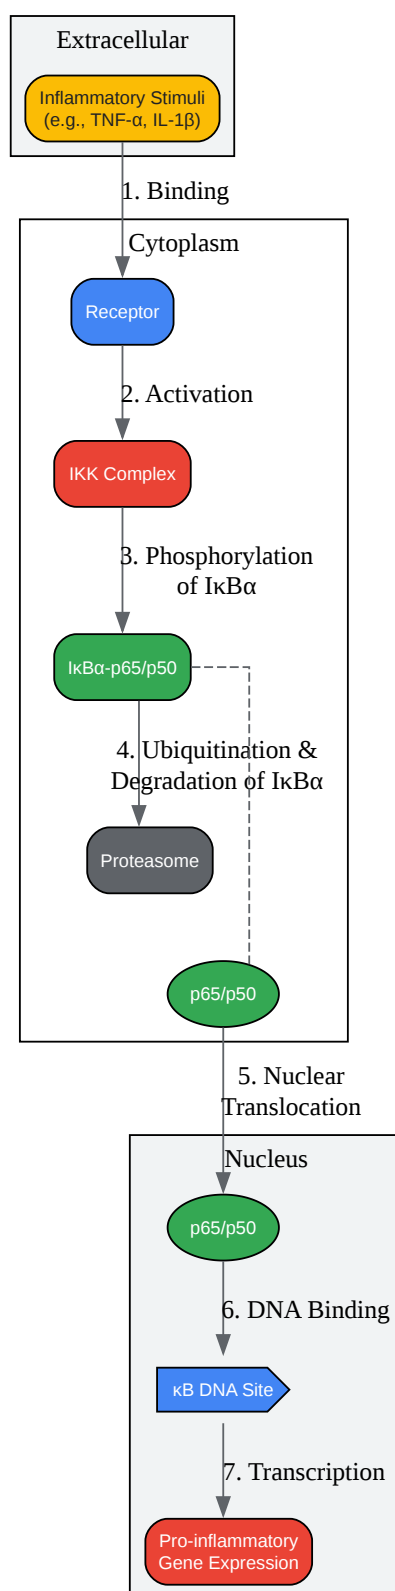 Extracellular
Inflammatory Stimuli
(e.g., TNF-α, IL-1β)
1. Binding
Cytoplasm
Receptor
2. Activation
IKK Complex
3. Phosphorylation
of IκBα
IκBα-p65/p50
4. Ubiquitination &
Degradation of IκBα
Proteasome
p65/p50
5. Nuclear
Translocation
Nucleus
p65/p50
6. DNA Binding
κB DNA Site
7. Transcription
Pro-inflammatory
Gene Expression